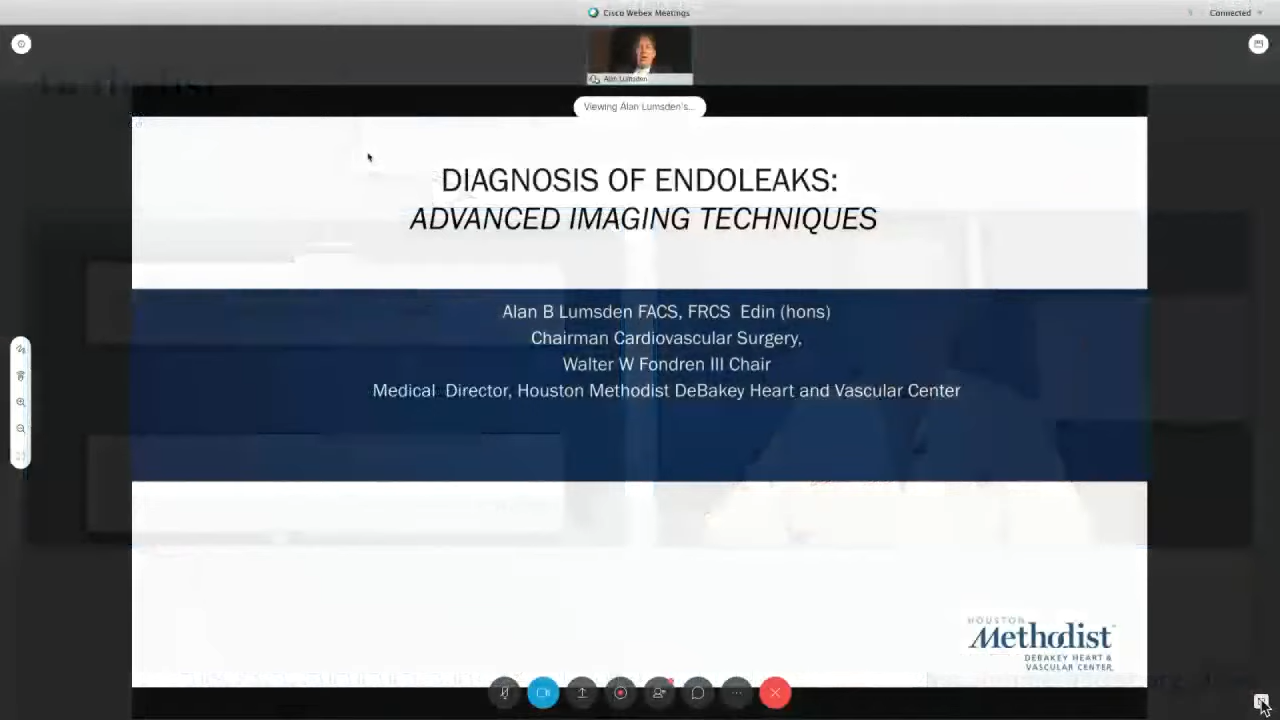 Cisco Webex Meetings
Connected
Alan Lumsden
Viewing Alan Lumsden's...
DIAGNOSIS OF ENDOLEAKS:
ADVANCED IMAGING TECHNIQUES
Alan B Lumsden FACS, FRCS Edin (hons)
Chairman Cardiovascular Surgery,
Walter W Fondren III Chair
Medical Director, Houston Methodist DeBakey Heart and Vascular Center
HOUSTON
Methodist
DEBAKEY HEART &
VASCULAR CENTER